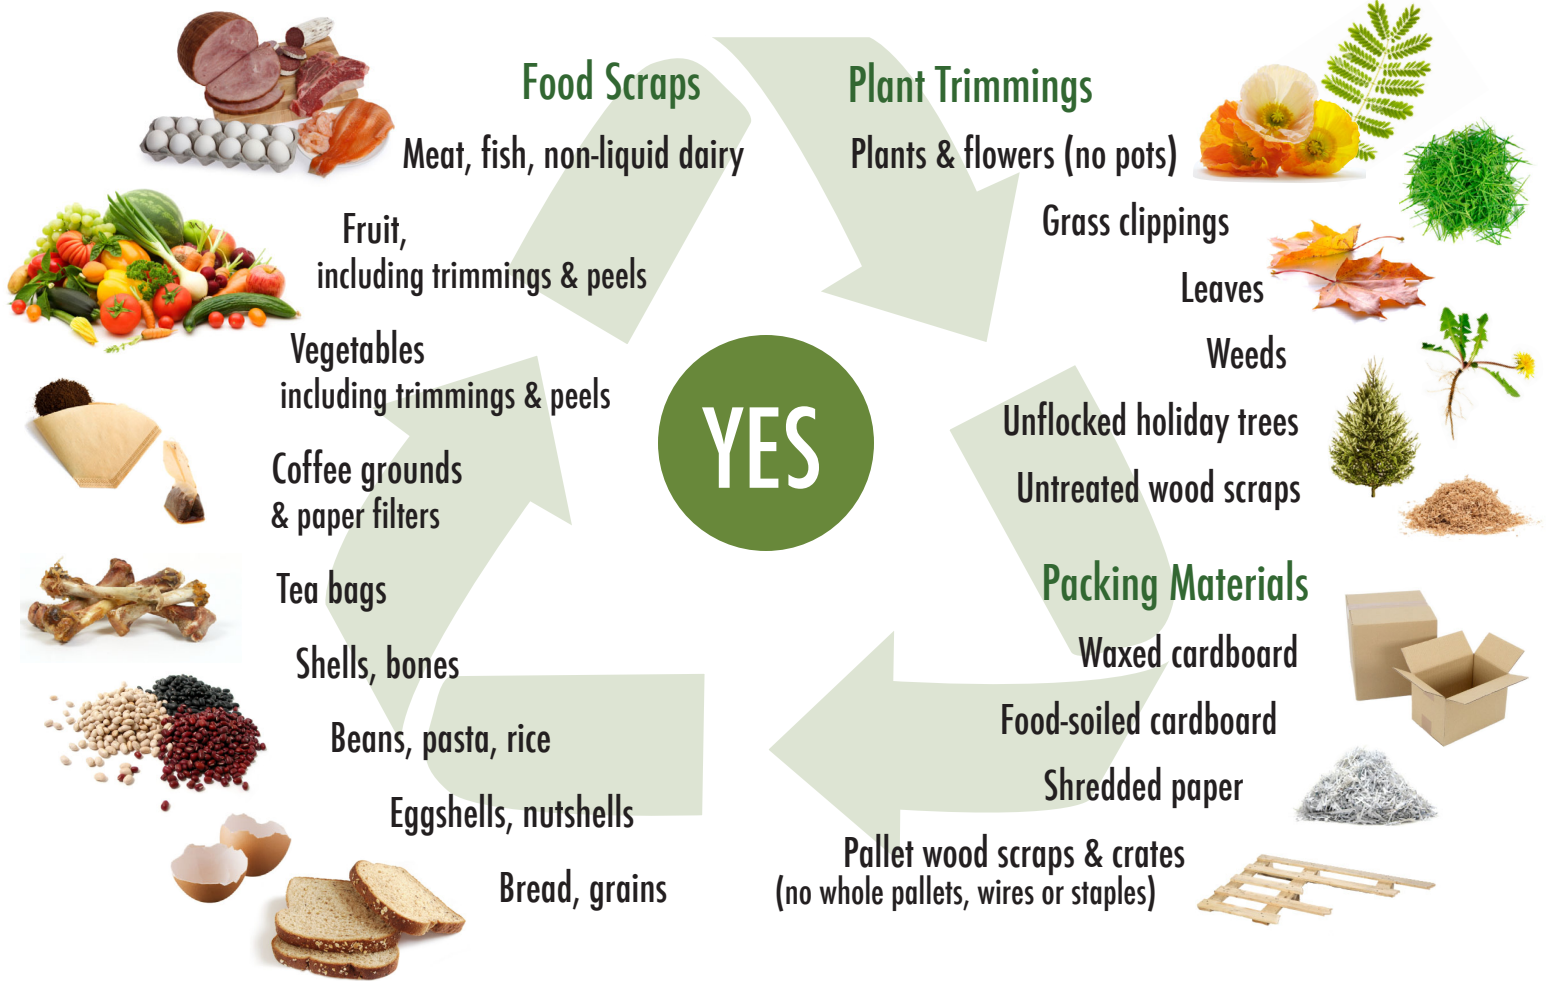 Food Scraps
Meat, fish, non-liquid dairy
Fruit,
including trimmings & peels
Vegetables
including trimmings & peels
Coffee grounds
& paper filters
Tea bags
Shells, bones
Beans, pasta, rice
Eggshells, nutshells
Bread, grains
YES
Plant Trimmings
Plants & flowers (no pots)
Grass clippings
Leaves
Weeds
Unflocked holiday trees
Untreated wood scraps
Packing Materials
Waxed cardboard
Food-soiled cardboard
Shredded paper
Pallet wood scraps & crates
(no whole pallets, wires or staples)